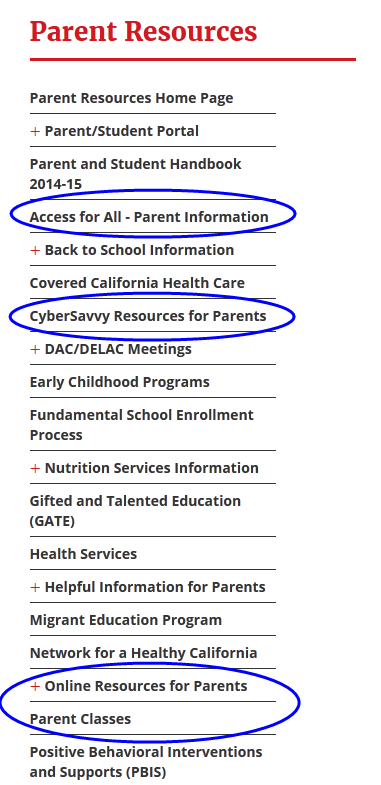 Parent Resources
Parent Resources Home Page
+ Parent/Student Portal
Parent and Student Handbook
2014-15
Access for All - Parent Information
+ Back to School Information
Covered California Health Care
CyberSavvy Resources for Parents
+ DAC/DELAC Meetings
Early Childhood Programs
Fundamental School Enrollment
Process
+ Nutrition Services Information
Gifted and Talented Education
(GATE)
Health Services
+ Helpful Information for Parents
Migrant Education Program
Network for a Healthy California
+ Online Resources for Parents
Parent Classes
Positive Behavioral Interventions
and Supports (PBIS)